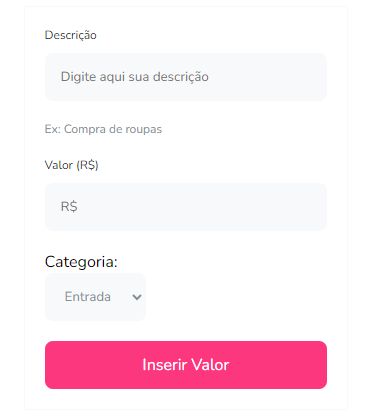 Descrição
Digite aqui sua descrição
Ex: Compra de roupas
Valor (R$)
R$
Categoria:
Entrada
Inserir Valor